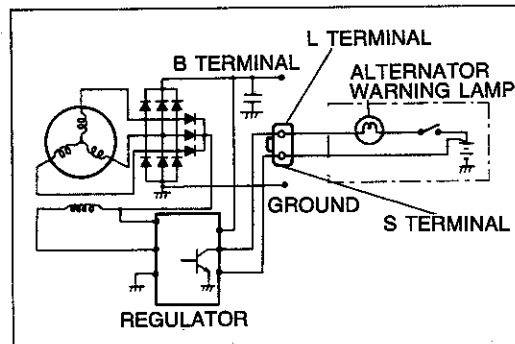 L TERMINAL
B TERMINAL
ALTERNATOR
WARNING LAMP
GROUND
S TERMINAL
REGULATOR